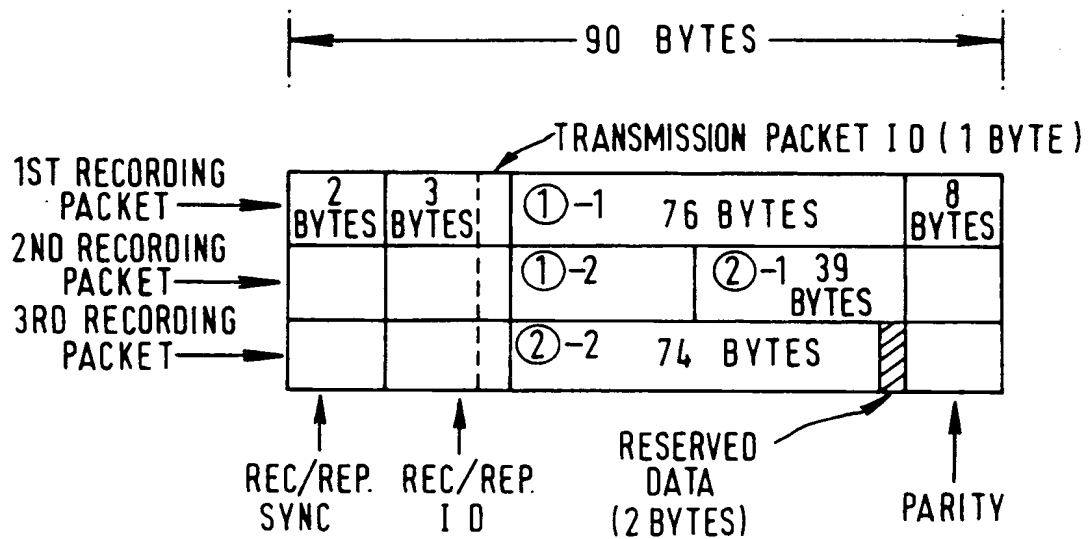 90 BYTES
TRANSMISSION PACKET ID (1 BYTE)
1ST RECORDING
PACKET
2
BYTES
3
BYTES
①-1
76 BYTES
8
BYTES
2ND RECORDING
PACKET
①-2
②-1 39
BYTES
3RD RECORDING
PACKET
②-2
74 BYTES
REC/REP.
SYNC
REC/REP.
ID
RESERVED
DATA
(2 BYTES)
PARITY